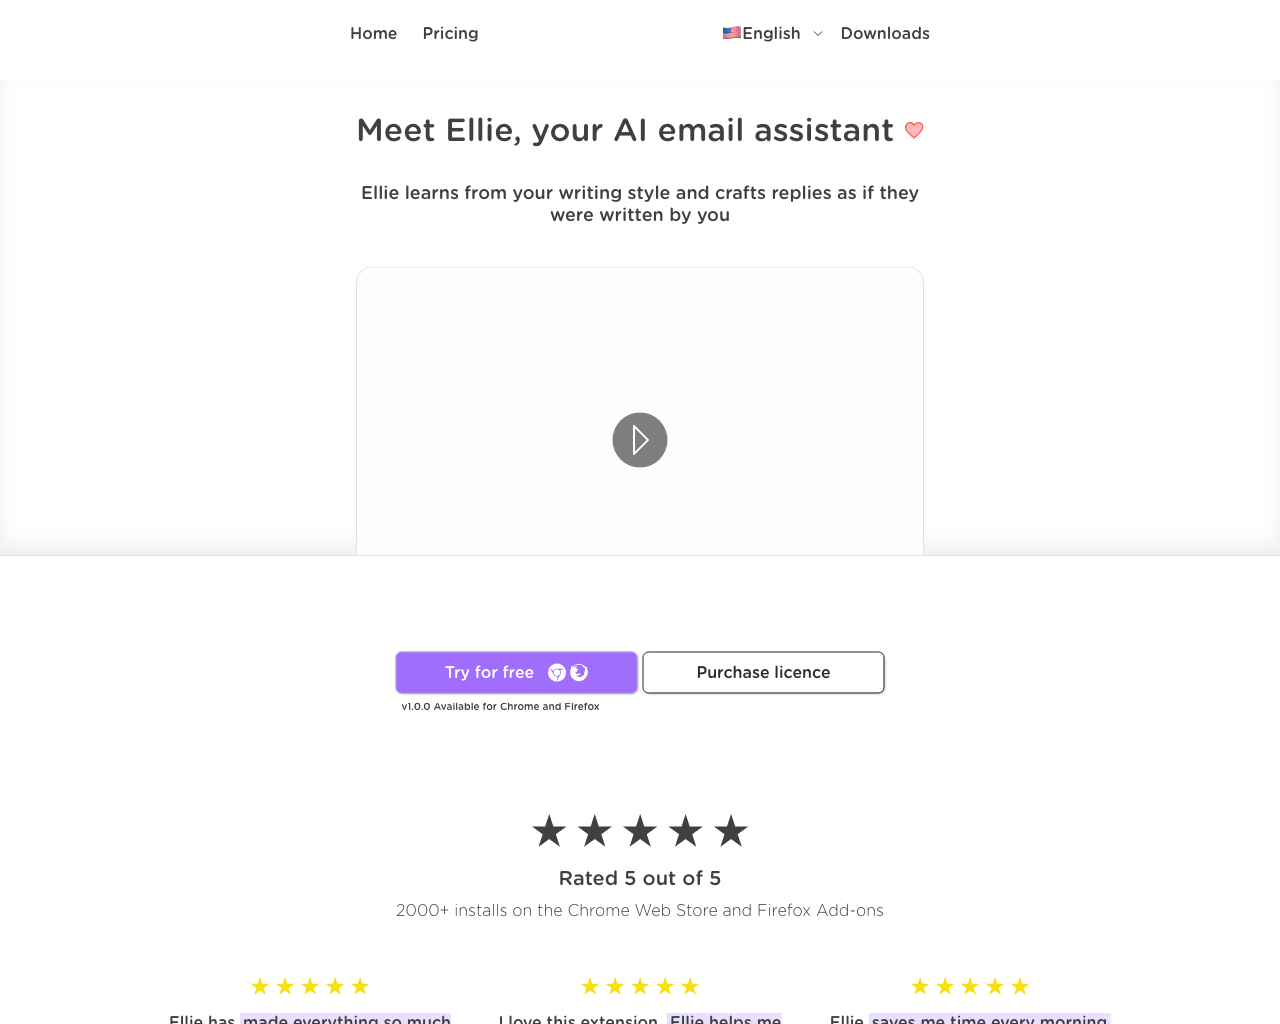 Home Pricing English Downloads
Meet Ellie, your AI email assistant
Ellie learns from your writing style and crafts replies as if they
were written by you
Try for free Purchase licence
v1.0.0 Available for Chrome and Firefox
Rated 5 out of 5
2000+ installs on the Chrome Web Store and Firefox Add-ons
Ellie has made everything so much
I love this extension. Ellie helps me
Ellie saves me time every morning.